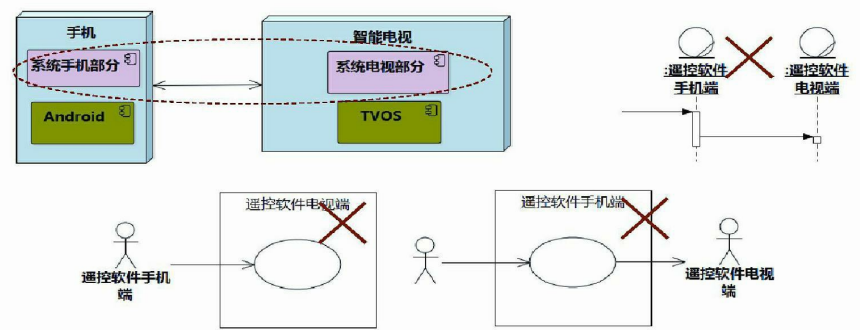 手机
智能电视
系统手机部分
系统电视部分
Android
TVOS
:遥控软件
手机端
:遥控软件
电视端
遥控软件电视端
遥控软件手机端
遥控软件手机
端
遥控软件电视
端